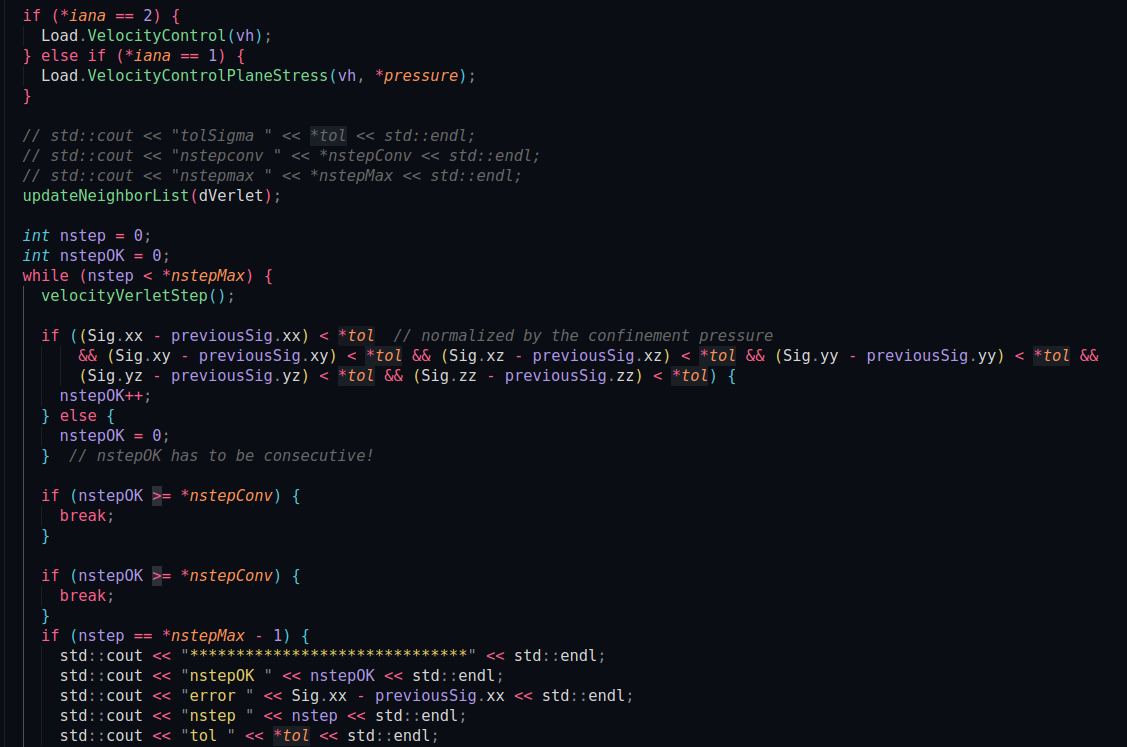 if (*iana == 2) {
  Load.VelocityControl(vh);
} else if (*iana == 1) {
  Load.VelocityControlPlaneStress(vh, *pressure);
}

// std::cout << "tolSigma " << *tol << std::endl;
// std::cout << "nstepconv " << *nstepConv << std::endl;
// std::cout << "nstepmax " << *nstepMax << std::endl;
updateNeighborList(dVerlet);

int nstep = 0;
int nstepOK = 0;
while (nstep < *nstepMax) {
  velocityVerletStep();

  if ((Sig.xx - previousSig.xx) < *tol  // normalized by the confinement pressure
      && (Sig.xy - previousSig.xy) < *tol && (Sig.xz - previousSig.xz) < *tol && (Sig.yy - previousSig.yy) < *tol &&
      (Sig.yz - previousSig.yz) < *tol && (Sig.zz - previousSig.zz) < *tol) {
    nstepOK++;
  } else {
    nstepOK = 0;
  }  // nstepOK has to be consecutive!

  if (nstepOK >= *nstepConv) {
    break;
  }

  if (nstepOK >= *nstepConv) {
    break;
  }
  if (nstep == *nstepMax - 1) {
    std::cout << "******************************" << std::endl;
    std::cout << "nstepOK " << nstepOK << std::endl;
    std::cout << "error " << Sig.xx - previousSig.xx << std::endl;
    std::cout << "nstep " << nstep << std::endl;
    std::cout << "tol " << *tol << std::endl;